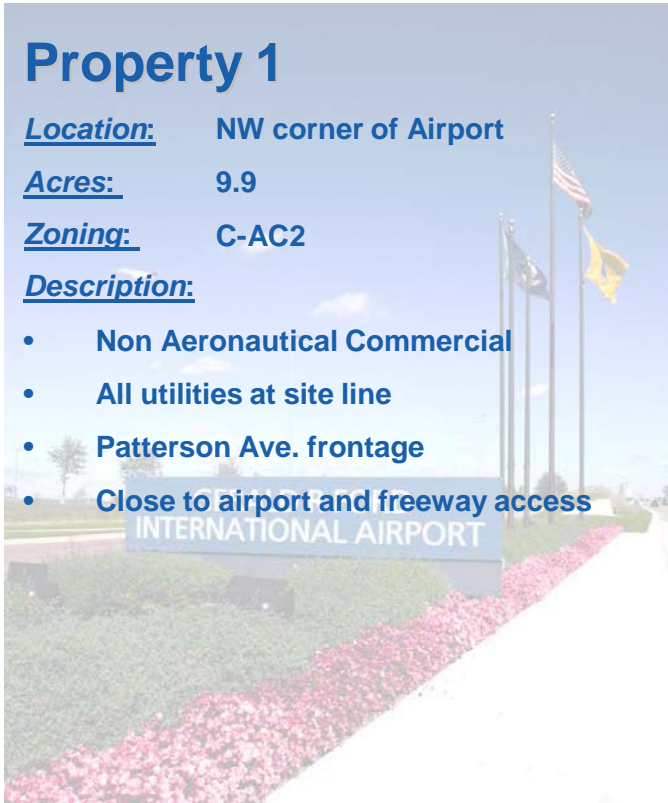 Property 1
Location: NW corner of Airport
Acres: 9.9
Zoning: C-AC2
Description:
• Non Aeronautical Commercial
• All utilities at site line
• Patterson Ave. frontage
• Close to airport and freeway access
INTERNATIONAL AIRPORT